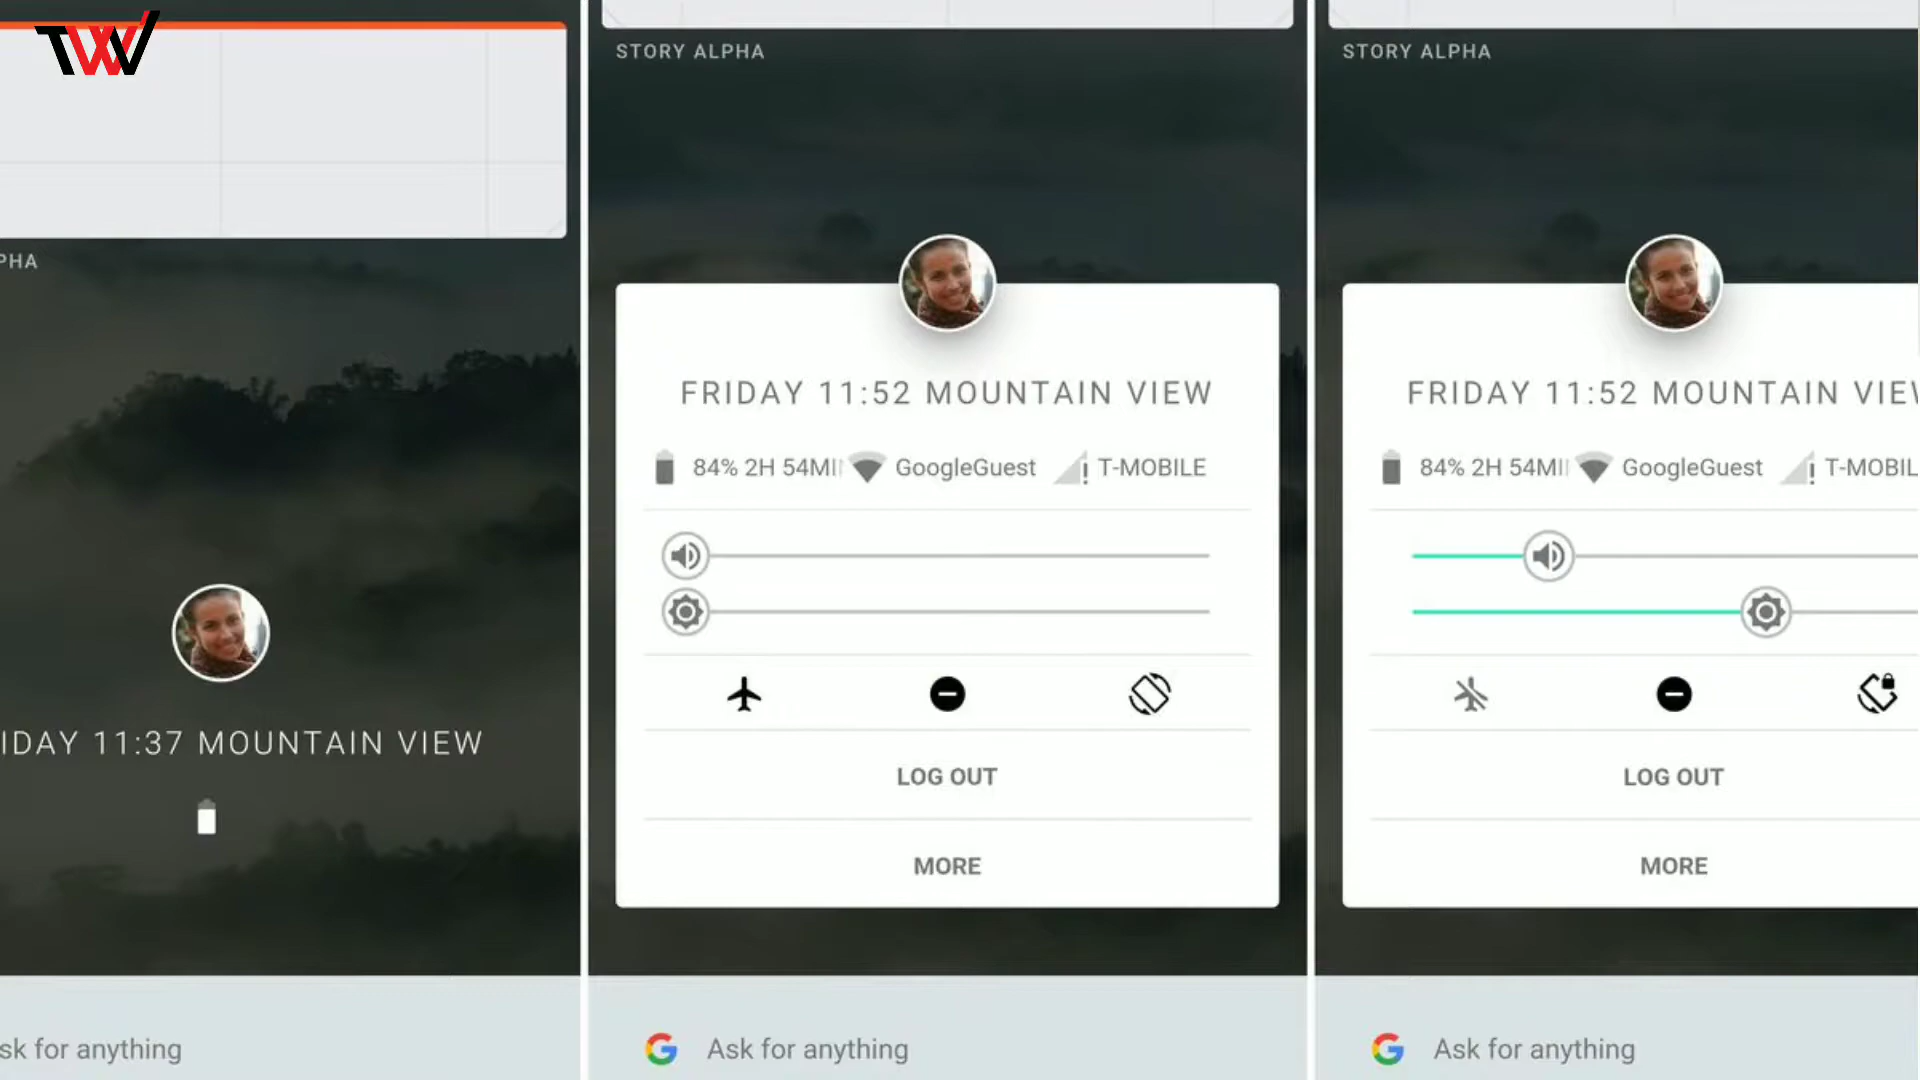 TW
PHA
IDAY 11:37 MOUNTAIN VIEW
sk for anything
STORY ALPHA
FRIDAY 11:52 MOUNTAIN VIEW
84% 2H 54MI
GoogleGuest
T-MOBILE
LOG OUT
MORE
G Ask for anything
STORY ALPHA
FRIDAY 11:52 MOUNTAIN VIEW
84% 2H 54MI
GoogleGuest
T-MOBIL
LOG OUT
MORE
G Ask for anything